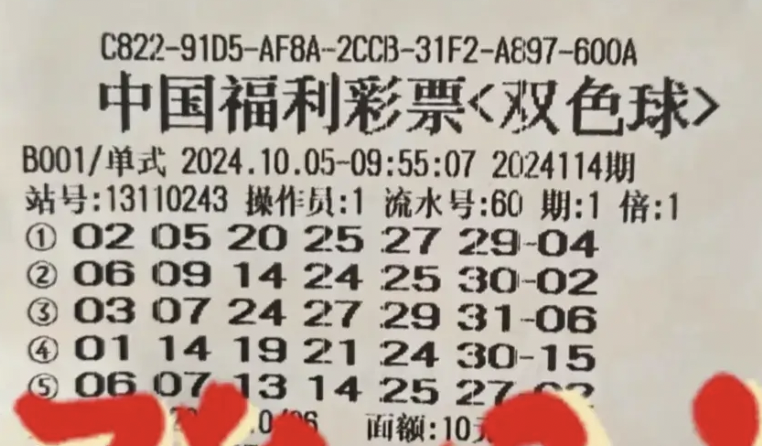 C822-91D5-AF8A-2CCB-31F2-A897-600A
中国福利彩票<双色球>
B001/单式 2024.10.05-09:55:07 2024114期
站号:13110243 操作员:1 流水号:60 期:1 倍:1
① 02 05 20 25 27 29-04
② 06 09 14 24 25 30-02
③ 03 07 24 27 29 31-06
④ 01 14 19 21 24 30-15
⑤ 06 07 13 14 25 27
面额:10元